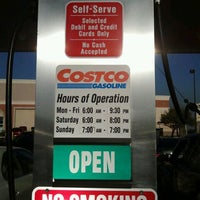 Self-Serve
Selected
Debit and Credit
Cards Only
No Cash
Accepted
COSTCO
GASOLINE
Hours of Operation
Mon - Fri 6:00 AM - 9:30 PM
Saturday 6:00 AM - 8:00 PM
Sunday 7:00 AM - 7:00 PM
OPEN
NO SMOKING